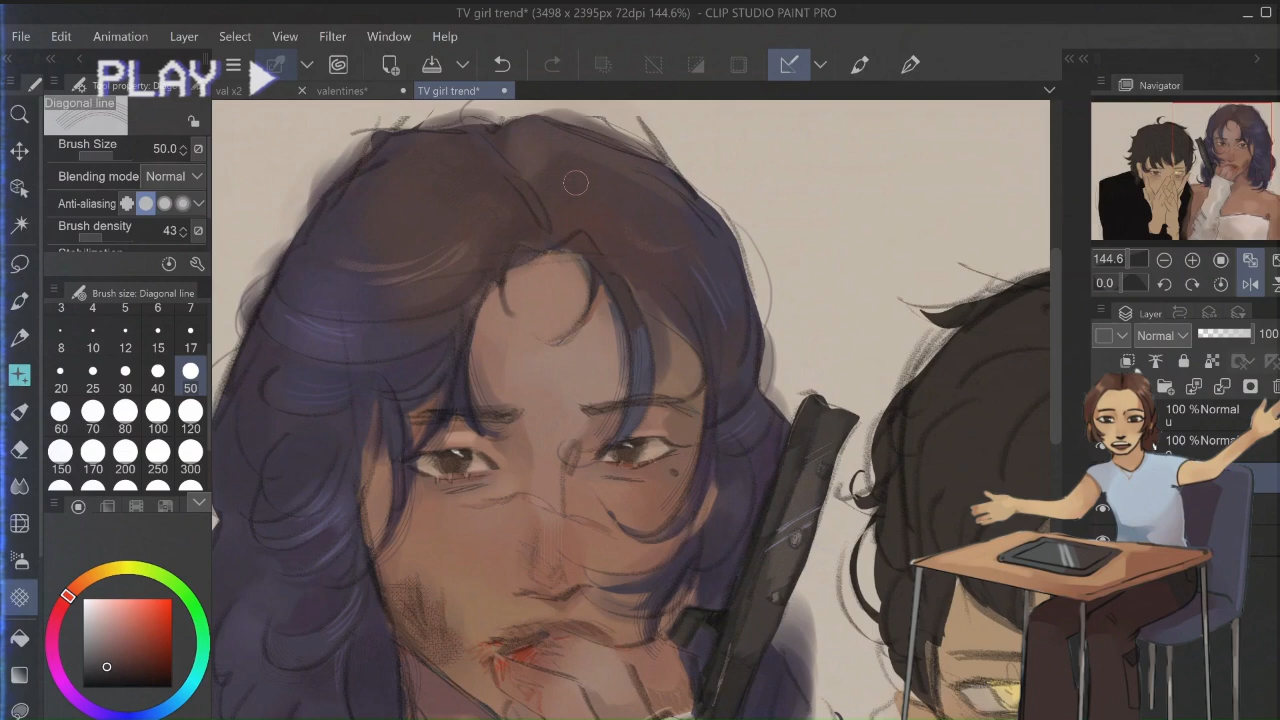 TV girl trend* (3498 x 2395px 72dpi 144.6%) - CLIP STUDIO PAINT PRO
File Edit Animation Layer Select View Filter Window Help
PLAY
val x2 valentines* TV girl trend*
Navigator
Diagonal line
Brush Size 50.0
Blending mode Normal
Anti-aliasing
Brush density 43
Brush size: Diagonal line
3 4 5 6 7
8 10 12 15 17
20 25 30 40 50
60 70 80 100 120
150 170 200 250 300
144.6
0.0
Layer
Normal 100
100 %Normal
u
100 %Normal